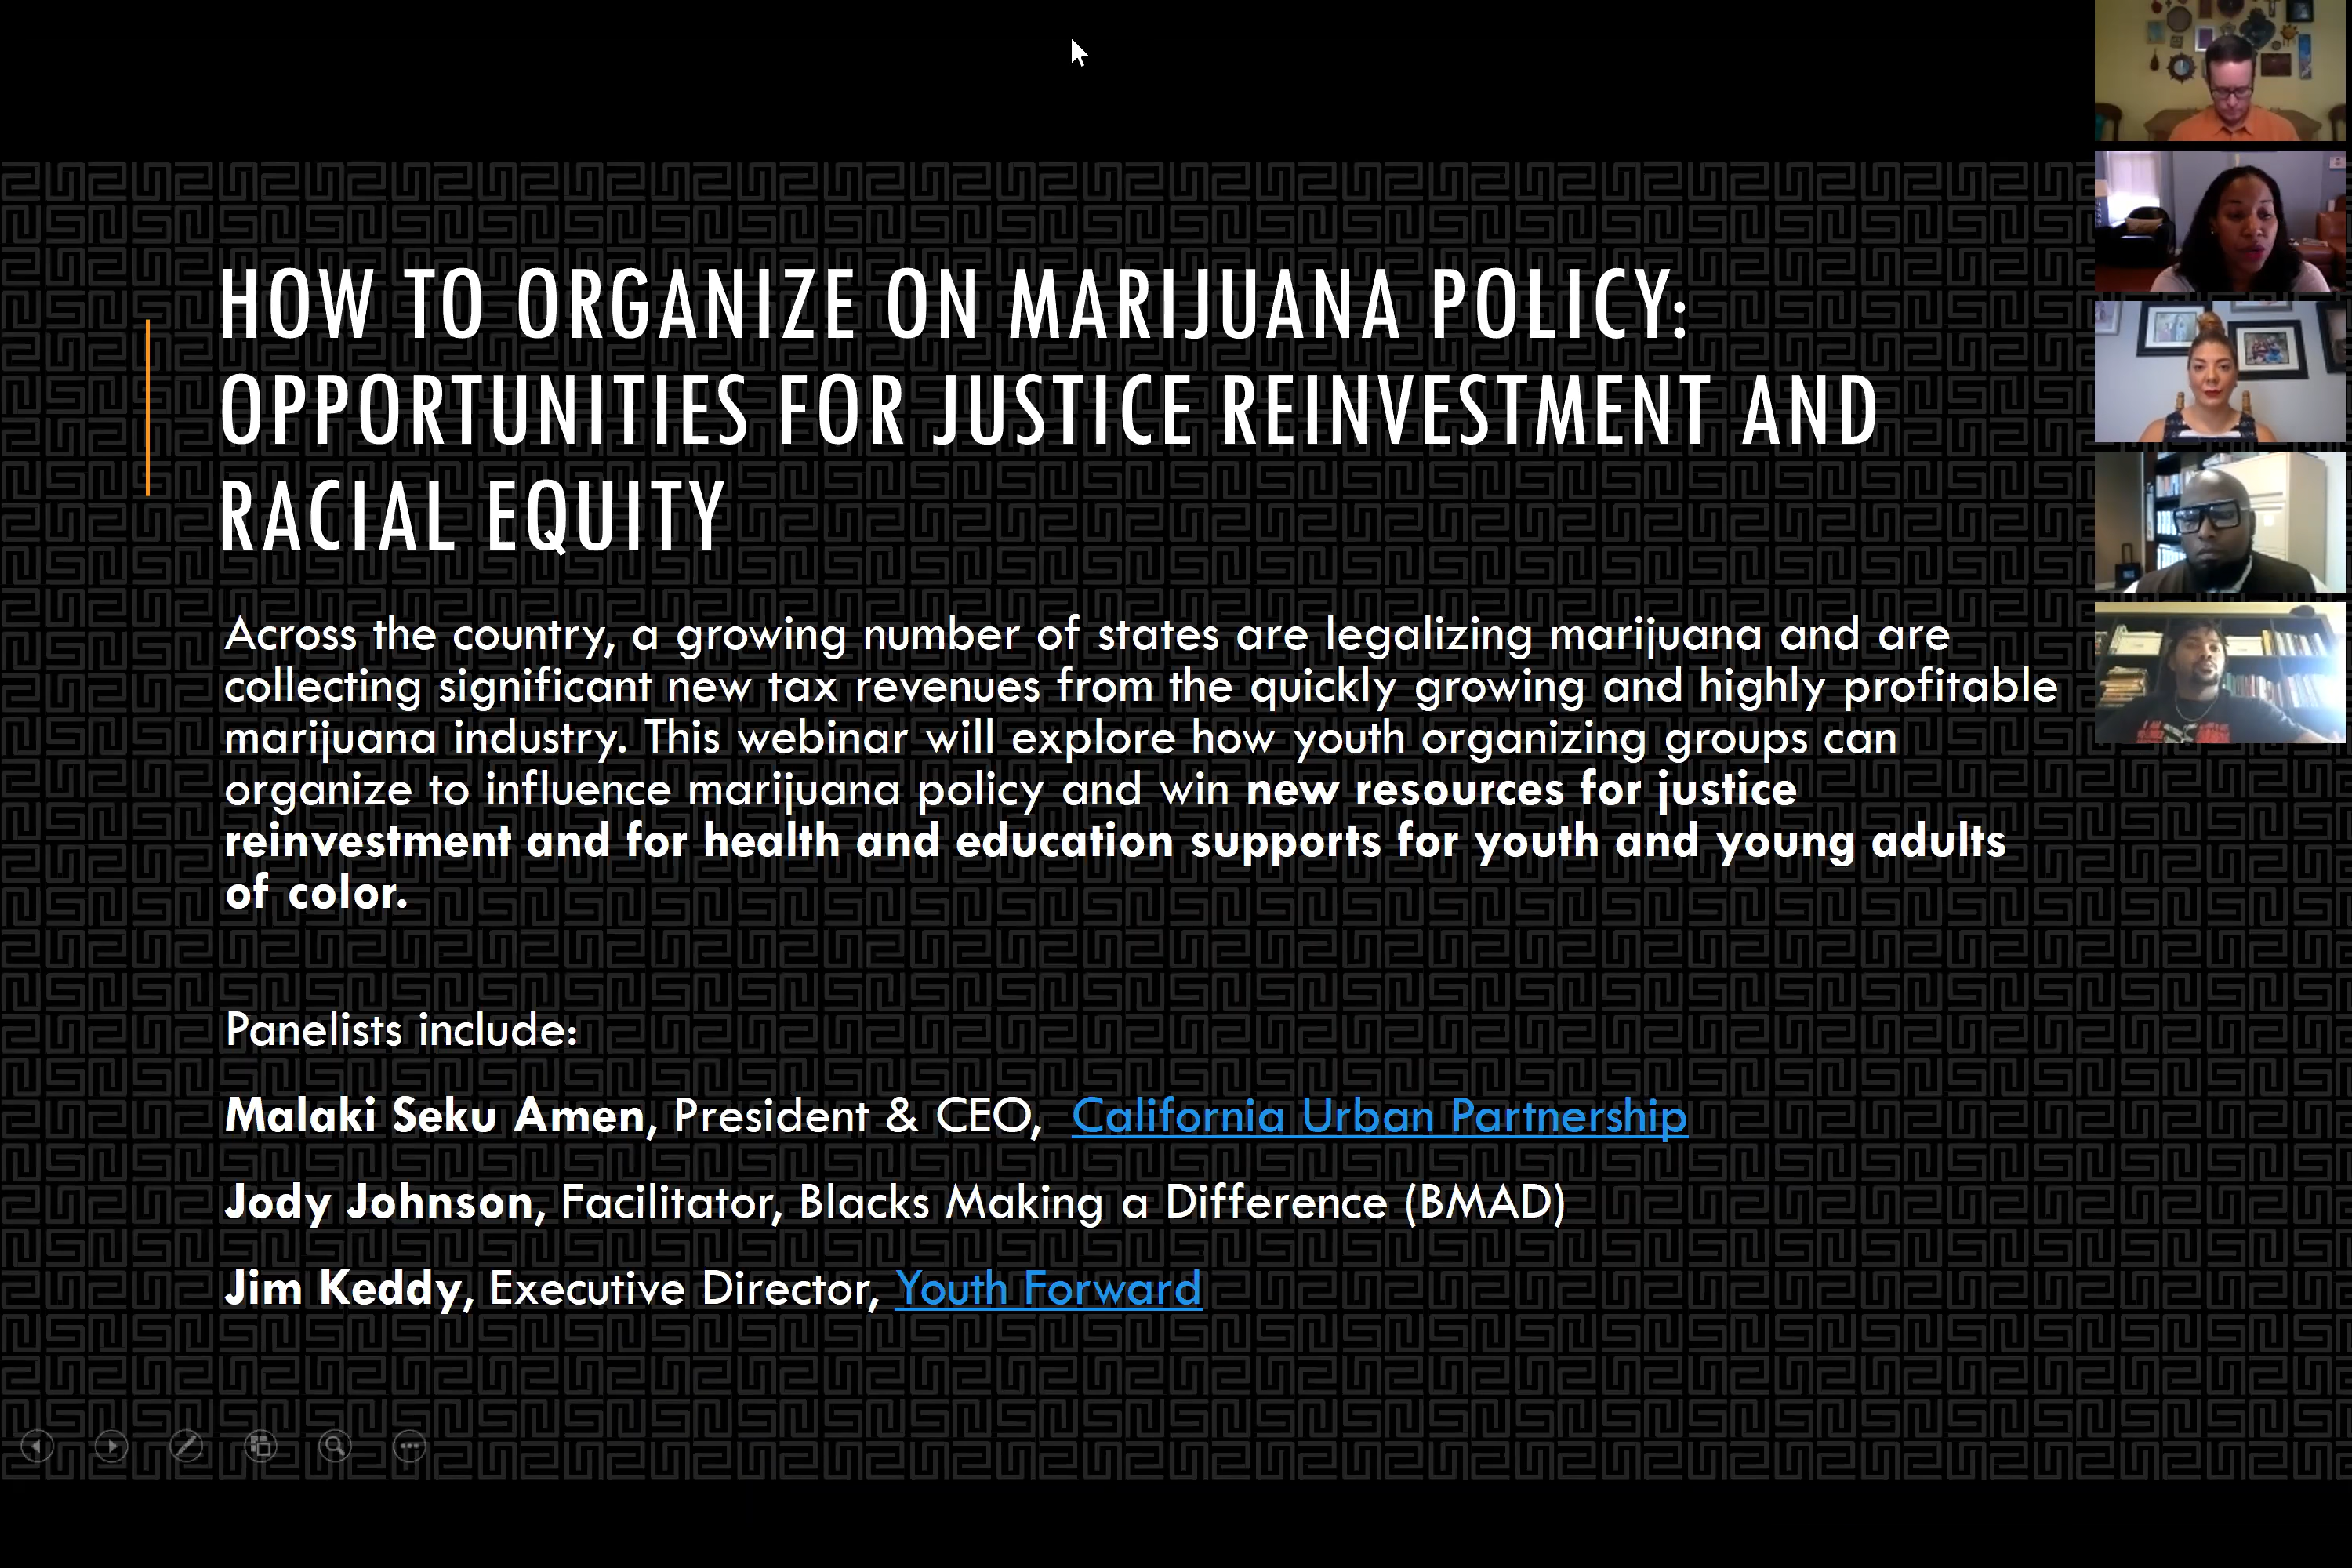 HOW TO ORGANIZE ON MARIJUANA POLICY:
OPPORTUNITIES FOR JUSTICE REINVESTMENT AND
RACIAL EQUITY
Across the country, a growing number of states are legalizing marijuana and are
collecting significant new tax revenues from the quickly growing and highly profitable
marijuana industry. This webinar will explore how youth organizing groups can
organize to influence marijuana policy and win new resources for justice
reinvestment and for health and education supports for youth and young adults
of color.
Panelists include:
Malaki Seku Amen, President & CEO, California Urban Partnership
Jody Johnson, Facilitator, Blacks Making a Difference (BMAD)
Jim Keddy, Executive Director, Youth Forward